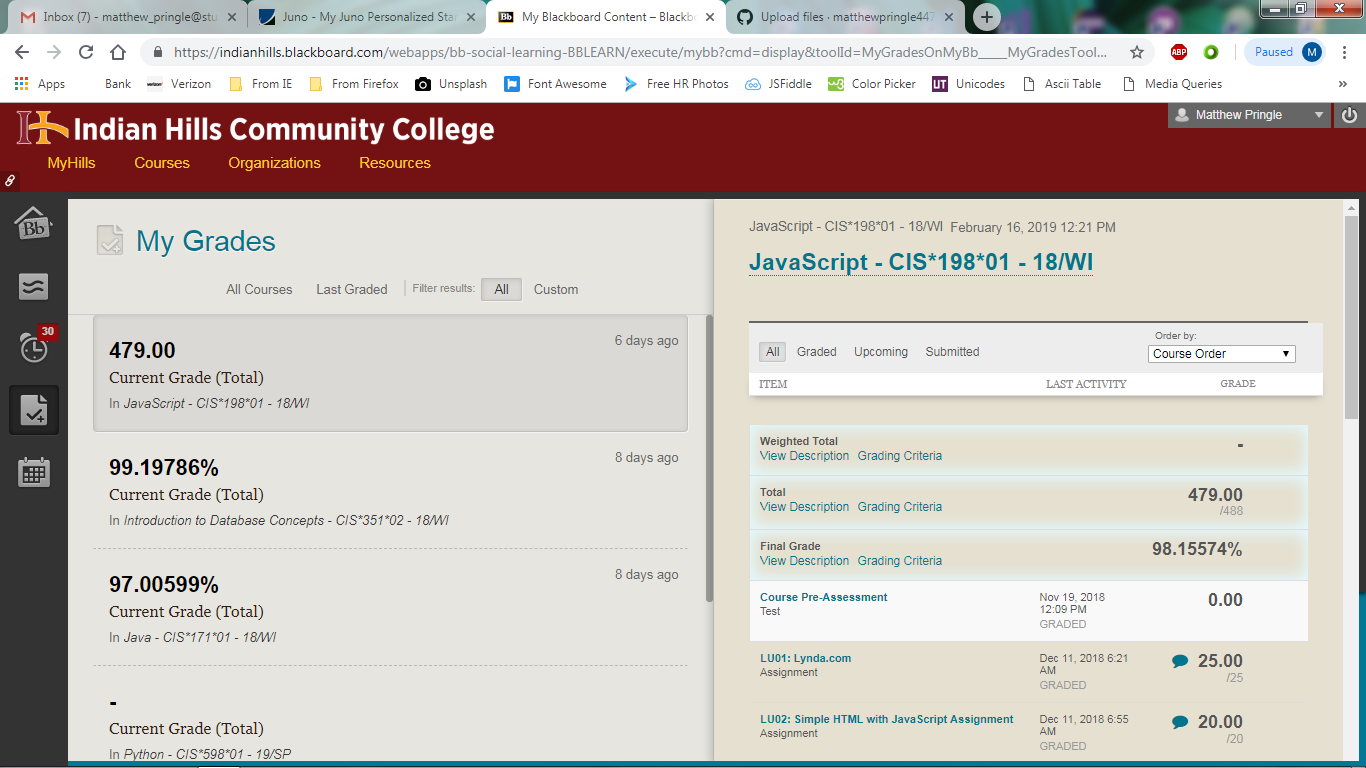 Inbox (7) - matthew_pringle@stu
Juno - My Juno Personalized Star
My Blackboard Content – Blackb
Upload files · matthewpringle447
https://indianhills.blackboard.com/webapps/bb-social-learning-BBLEARN/execute/mybb?cmd=display&toolId=MyGradesOnMyBb_____MyGradesTool...
ABP
Paused M
Apps Bank Verizon From IE From Firefox Unsplash Font Awesome Free HR Photos JSFiddle Color Picker Unicodes Ascii Table Media Queries »
Indian Hills Community College
Matthew Pringle
MyHills Courses Organizations Resources
Bb
30
My Grades
All Courses Last Graded Filter results: All Custom
479.00
6 days ago
Current Grade (Total)
In JavaScript - CIS*198*01 - 18/WI
99.19786%
8 days ago
Current Grade (Total)
In Introduction to Database Concepts - CIS*351*02 - 18/WI
97.00599%
8 days ago
Current Grade (Total)
In Java - CIS*171*01 - 18/WI
-
Current Grade (Total)
In Python - CIS*598*01 - 19/SP
JavaScript - CIS*198*01 - 18/WI February 16, 2019 12:21 PM
JavaScript - CIS*198*01 - 18/WI
Order by:
All Graded Upcoming Submitted
Course Order
ITEM LAST ACTIVITY GRADE
Weighted Total
-
View Description Grading Criteria
Total
479.00
View Description Grading Criteria
/488
Final Grade
98.15574%
View Description Grading Criteria
Course Pre-Assessment
Test
Nov 19, 2018
12:09 PM
GRADED
0.00
LU01: Lynda.com
Assignment
Dec 11, 2018 6:21
AM
GRADED
25.00
/25
LU02: Simple HTML with JavaScript Assignment
Assignment
Dec 11, 2018 6:55
AM
GRADED
20.00
/20